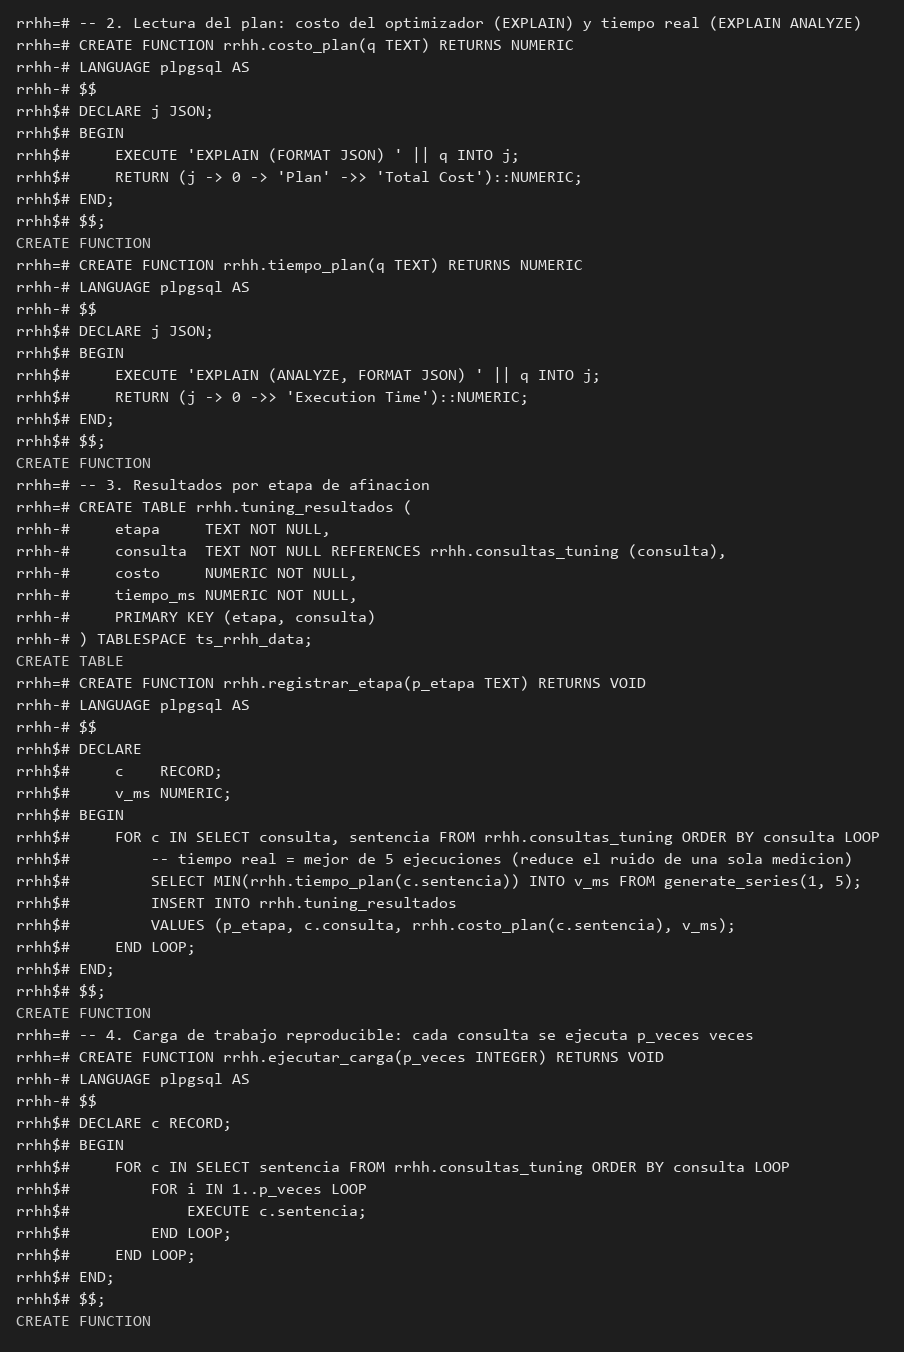 rrhh=# -- 2. Lectura del plan: costo del optimizador (EXPLAIN) y tiempo real (EXPLAIN ANALYZE)
rrhh=# CREATE FUNCTION rrhh.costo_plan(q TEXT) RETURNS NUMERIC
rrhh-# LANGUAGE plpgsql AS
rrhh-# $$
rrhh$# DECLARE j JSON;
rrhh$# BEGIN
rrhh$#     EXECUTE 'EXPLAIN (FORMAT JSON) ' || q INTO j;
rrhh$#     RETURN (j -> 0 -> 'Plan' ->> 'Total Cost')::NUMERIC;
rrhh$# END;
rrhh$# $$;
CREATE FUNCTION
rrhh=# CREATE FUNCTION rrhh.tiempo_plan(q TEXT) RETURNS NUMERIC
rrhh-# LANGUAGE plpgsql AS
rrhh-# $$
rrhh$# DECLARE j JSON;
rrhh$# BEGIN
rrhh$#     EXECUTE 'EXPLAIN (ANALYZE, FORMAT JSON) ' || q INTO j;
rrhh$#     RETURN (j -> 0 ->> 'Execution Time')::NUMERIC;
rrhh$# END;
rrhh$# $$;
CREATE FUNCTION
rrhh=# -- 3. Resultados por etapa de afinacion
rrhh=# CREATE TABLE rrhh.tuning_resultados (
rrhh-#     etapa     TEXT NOT NULL,
rrhh-#     consulta  TEXT NOT NULL REFERENCES rrhh.consultas_tuning (consulta),
rrhh-#     costo     NUMERIC NOT NULL,
rrhh-#     tiempo_ms NUMERIC NOT NULL,
rrhh-#     PRIMARY KEY (etapa, consulta)
rrhh-# ) TABLESPACE ts_rrhh_data;
CREATE TABLE
rrhh=# CREATE FUNCTION rrhh.registrar_etapa(p_etapa TEXT) RETURNS VOID
rrhh-# LANGUAGE plpgsql AS
rrhh-# $$
rrhh$# DECLARE
rrhh$#     c    RECORD;
rrhh$#     v_ms NUMERIC;
rrhh$# BEGIN
rrhh$#     FOR c IN SELECT consulta, sentencia FROM rrhh.consultas_tuning ORDER BY consulta LOOP
rrhh$#         -- tiempo real = mejor de 5 ejecuciones (reduce el ruido de una sola medicion)
rrhh$#         SELECT MIN(rrhh.tiempo_plan(c.sentencia)) INTO v_ms FROM generate_series(1, 5);
rrhh$#         INSERT INTO rrhh.tuning_resultados
rrhh$#         VALUES (p_etapa, c.consulta, rrhh.costo_plan(c.sentencia), v_ms);
rrhh$#     END LOOP;
rrhh$# END;
rrhh$# $$;
CREATE FUNCTION
rrhh=# -- 4. Carga de trabajo reproducible: cada consulta se ejecuta p_veces veces
rrhh=# CREATE FUNCTION rrhh.ejecutar_carga(p_veces INTEGER) RETURNS VOID
rrhh-# LANGUAGE plpgsql AS
rrhh-# $$
rrhh$# DECLARE c RECORD;
rrhh$# BEGIN
rrhh$#     FOR c IN SELECT sentencia FROM rrhh.consultas_tuning ORDER BY consulta LOOP
rrhh$#         FOR i IN 1..p_veces LOOP
rrhh$#             EXECUTE c.sentencia;
rrhh$#         END LOOP;
rrhh$#     END LOOP;
rrhh$# END;
rrhh$# $$;
CREATE FUNCTION